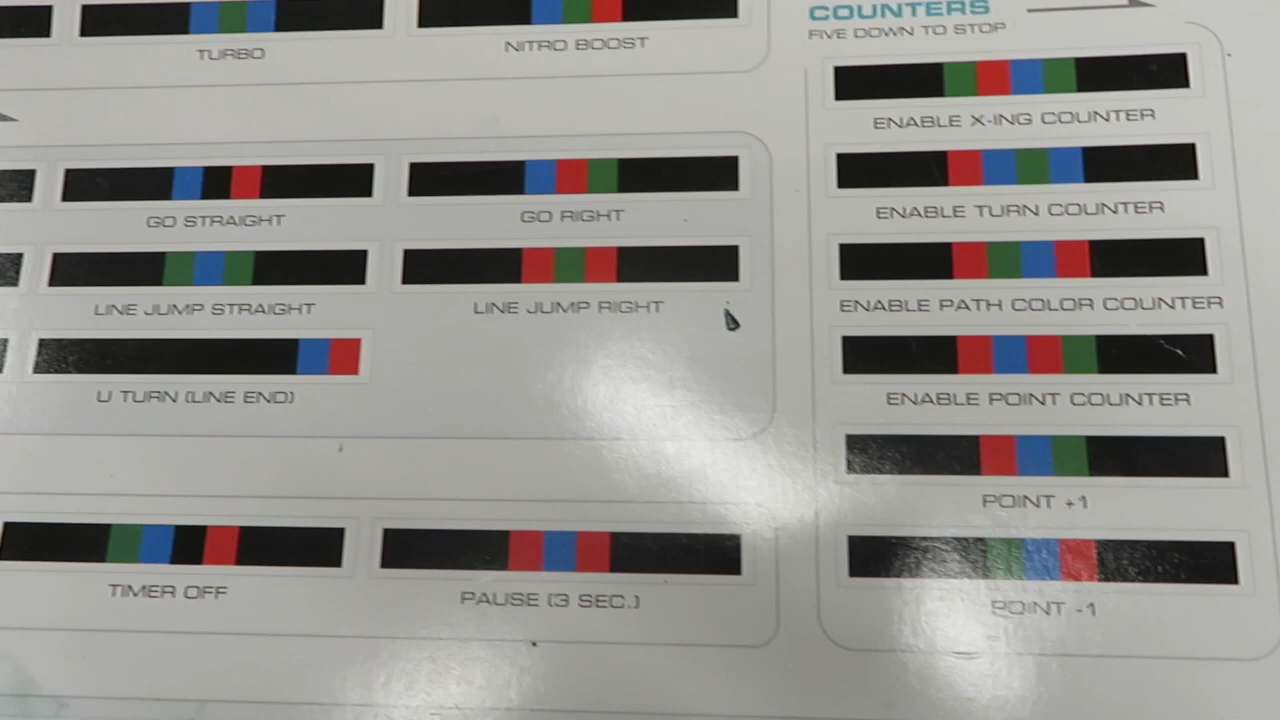 TURBO
NITRO BOOST
GO STRAIGHT
GO RIGHT
LINE JUMP STRAIGHT
LINE JUMP RIGHT
U TURN (LINE END)
TIMER OFF
PAUSE (3 SEC.)
COUNTERS
FIVE DOWN TO STOP
ENABLE X-ING COUNTER
ENABLE TURN COUNTER
ENABLE PATH COLOR COUNTER
ENABLE POINT COUNTER
POINT +1
POINT -1